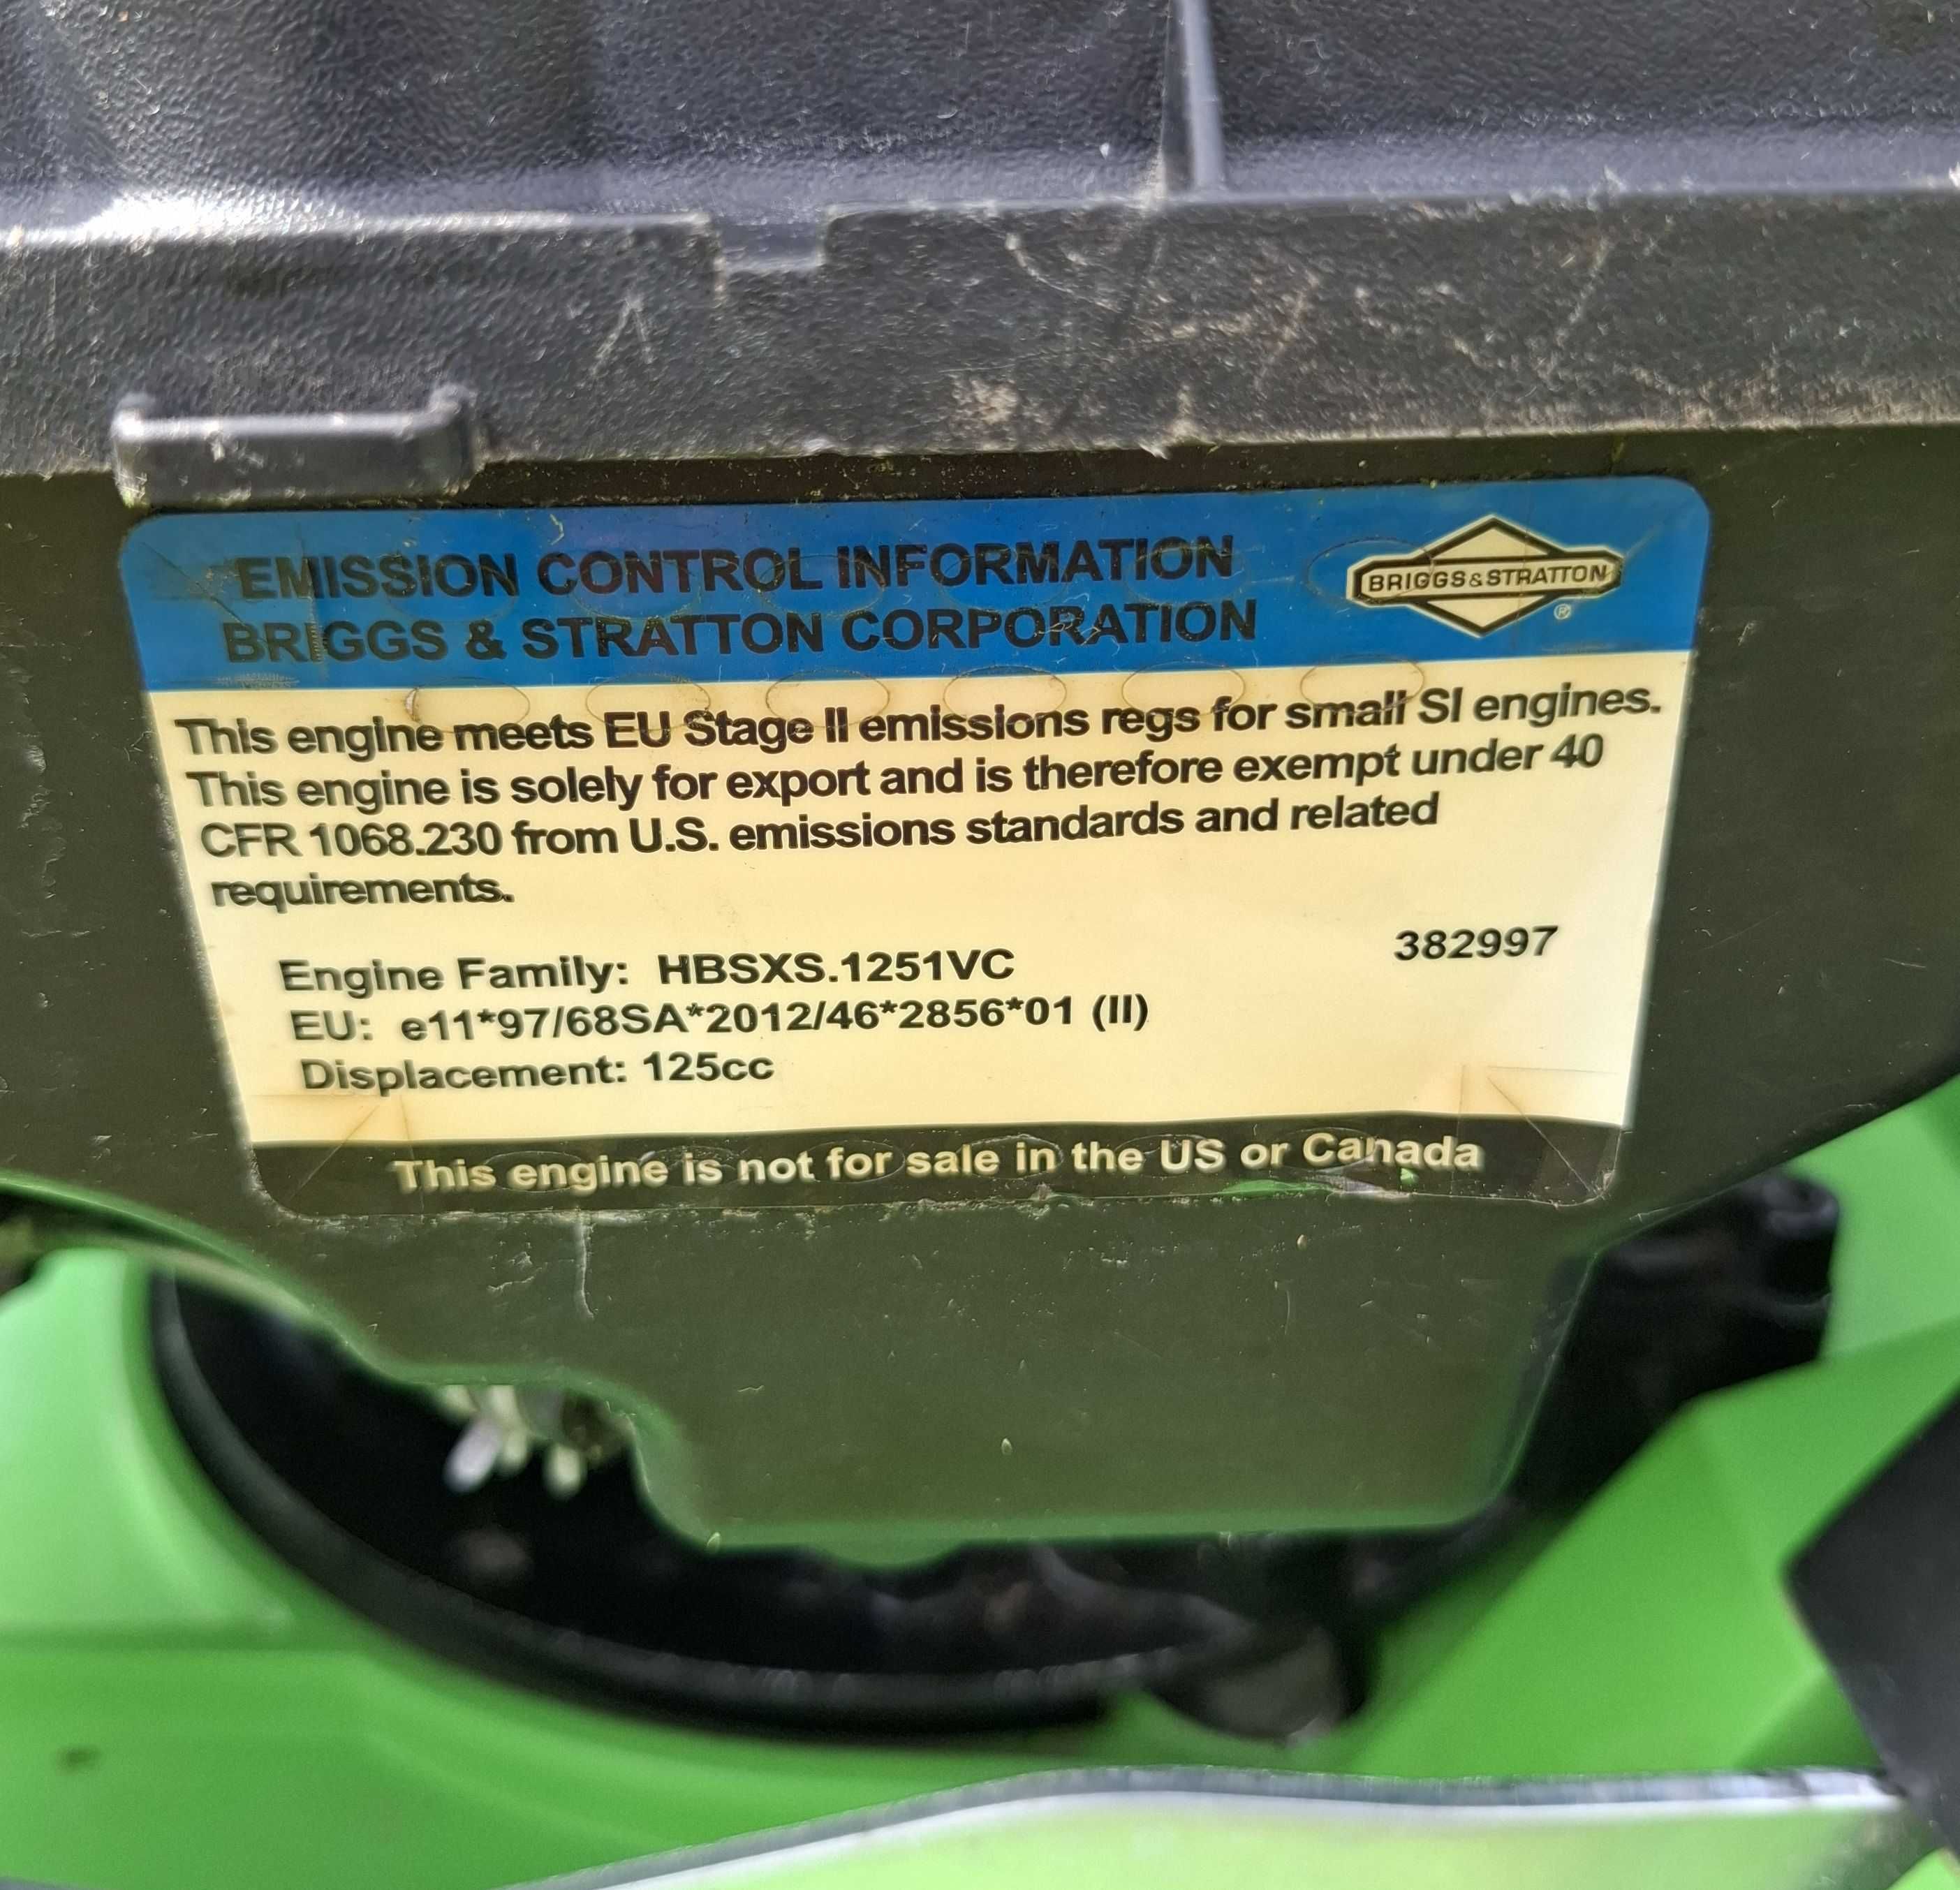 EMISSION CONTROL INFORMATION
BRIGGS & STRATTON CORPORATION
BRIGGS & STRATTON
®
This engine meets EU Stage II emissions regs for small SI engines.
This engine is solely for export and is therefore exempt under 40
CFR 1068.230 from U.S. emissions standards and related
requirements.
382997
Engine Family: HBSXS.1251VC
EU: e11*97/68SA*2012/46*2856*01 (II)
Displacement: 125cc
This engine is not for sale in the US or Canada